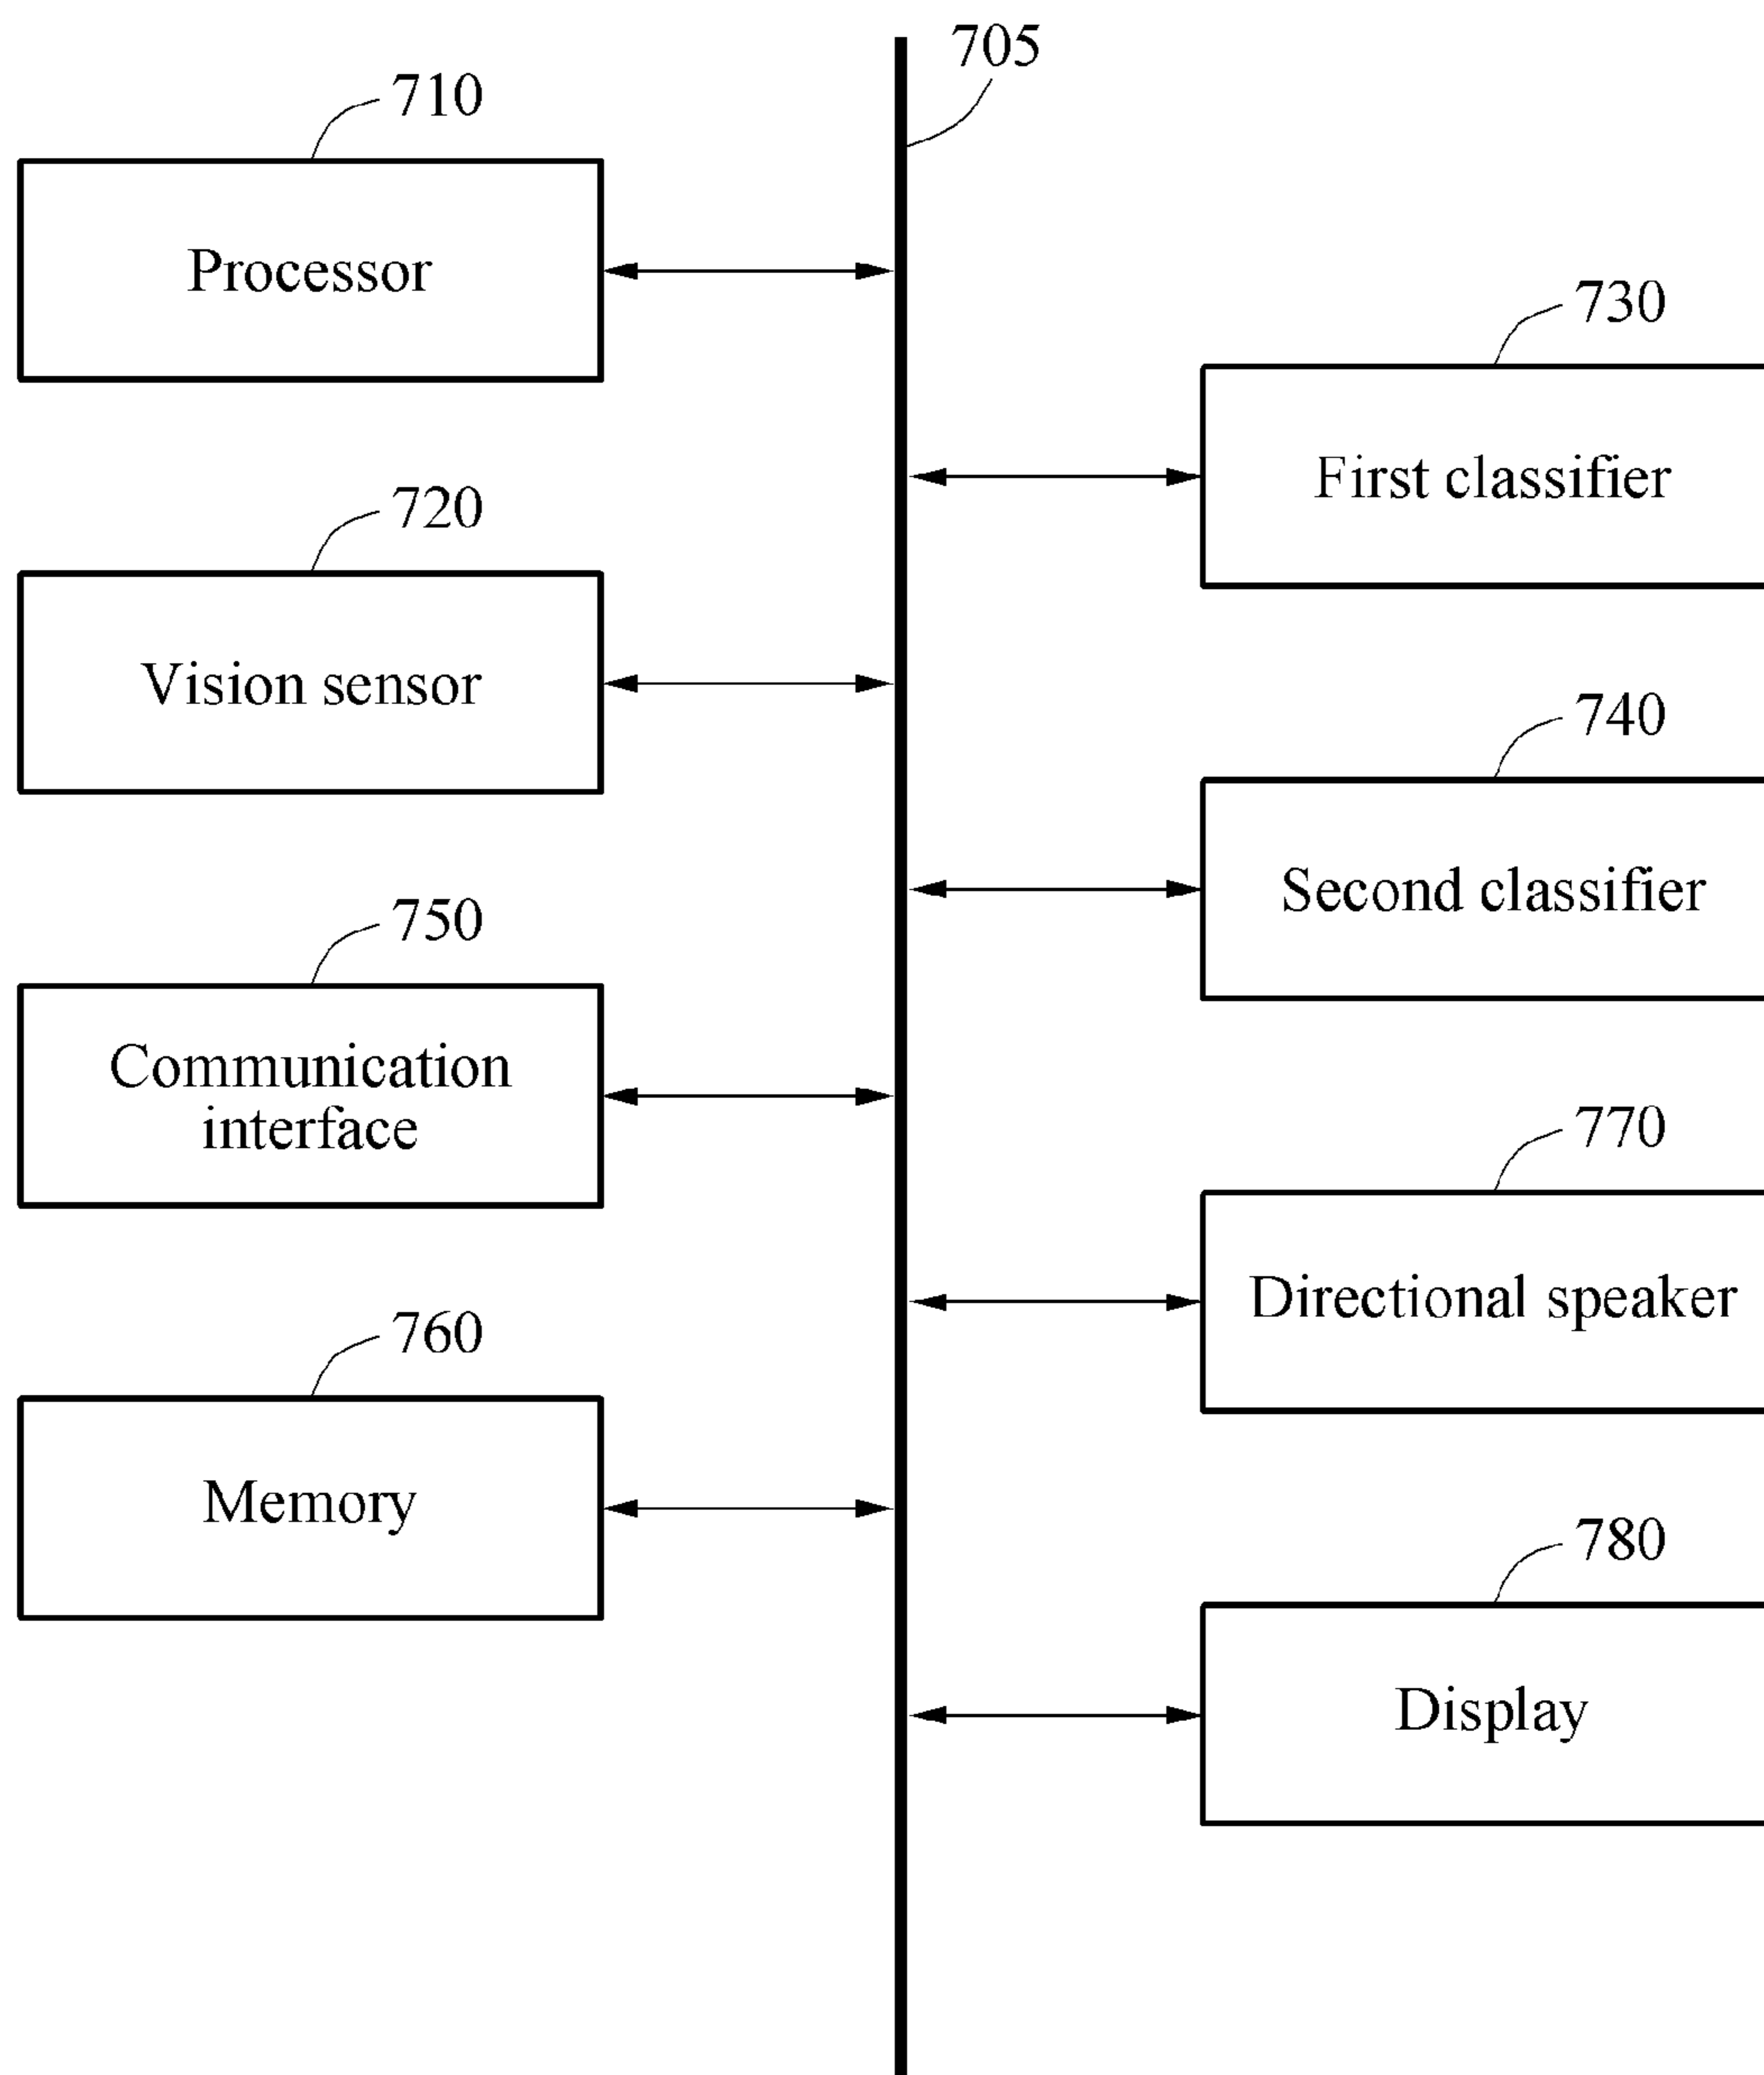 705
710
Processor
730
First classifier
720
Vision sensor
740
Second classifier
750
Communication
interface
770
Directional speaker
760
Memory
780
Display